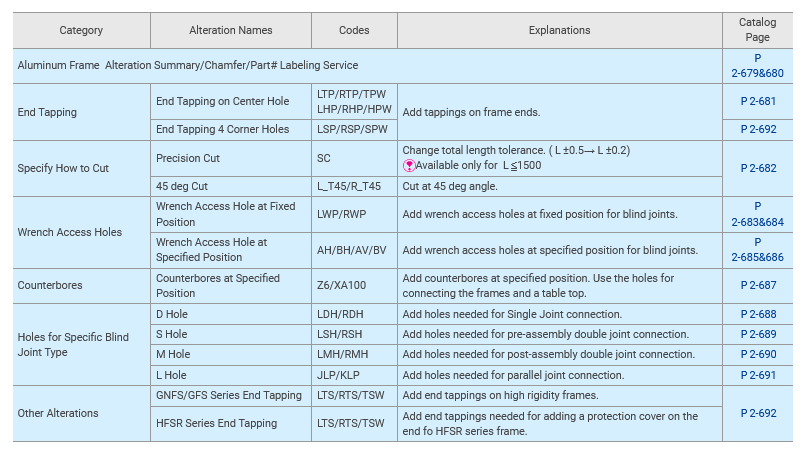 Category Alteration Names Codes Explanations Catalog
Page
Aluminum Frame  Alteration Summary/Chamfer/Part# Labeling Service P
2-679&680
End Tapping
End Tapping on Center Hole LTP/RTP/TPW
LHP/RHP/HPW
Add tappings on frame ends.
P 2-681
End Tapping 4 Corner Holes LSP/RSP/SPW P 2-692
Specify How to Cut
Precision Cut SC Change total length tolerance. ( L ±0.5→ L ±0.2)
Available only for  L ≦1500
P 2-682
45 deg Cut L_T45/R_T45 Cut at 45 deg angle.
Wrench Access Holes
Wrench Access Hole at Fixed
Position
LWP/RWP Add wrench access holes at fixed position for blind joints. P
2-683&684
Wrench Access Hole at
Specified Position
AH/BH/AV/BV Add wrench access holes at specified position for blind joints. P
2-685&686
Counterbores Counterbores at Specified
Position
Z6/XA100 Add counterbores at specified position. Use the holes for
connecting the frames and a table top.
P 2-687
Holes for Specific Blind
Joint Type
D Hole LDH/RDH Add holes needed for Single Joint connection. P 2-688
S Hole LSH/RSH Add holes needed for pre-assembly double joint connection. P 2-689
M Hole LMH/RMH Add holes needed for post-assembly double joint connection. P 2-690
L Hole JLP/KLP Add holes needed for parallel joint connection. P 2-691
Other Alterations
GNFS/GFS Series End Tapping LTS/RTS/TSW Add end tappings on high rigidity frames.
P 2-692
HFSR Series End Tapping LTS/RTS/TSW Add end tappings needed for adding a protection cover on the
end fo HFSR series frame.